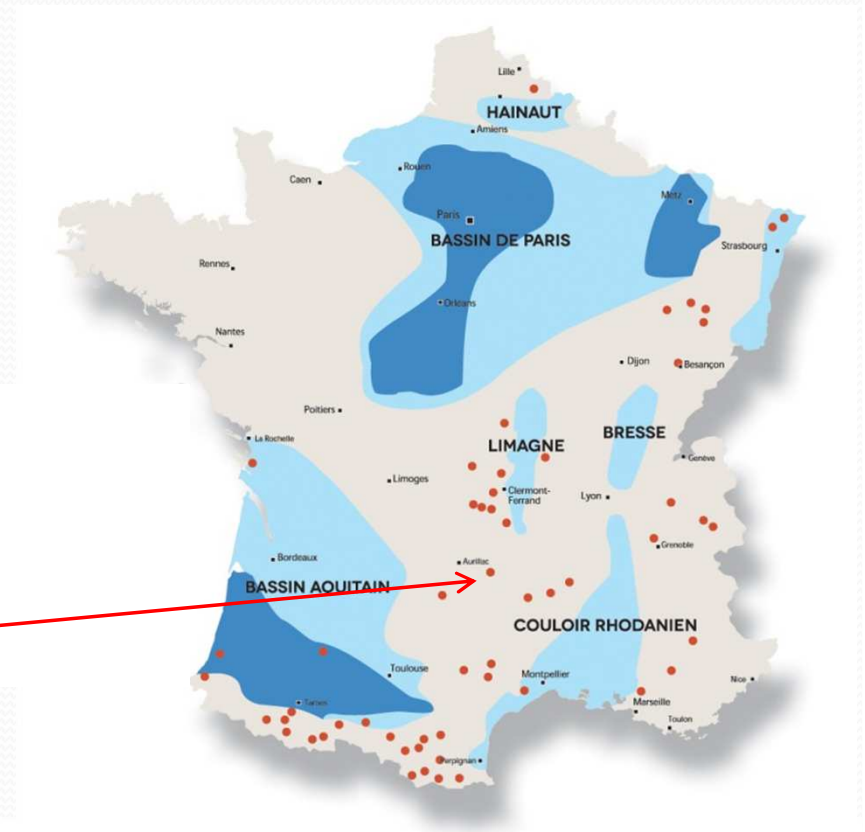 Lille
HAINAUT
Amiens
Rouen
Caen
Metz
Paris
Strasbourg
BASSIN DE PARIS
Rennes
Orléans
Nantes
Dijon
Besançon
Poitiers
BRESSE
La Rochelle
LIMAGNE
Genève
Limoges
Clermont-
Ferrand
Lyon
Grenoble
Bordeaux
Aurillac
BASSIN AQUITAIN
COULOIR RHODANIEN
Toulouse
Montpellier
Nice
Tarbes
Marseille
Toulon
Perpignan